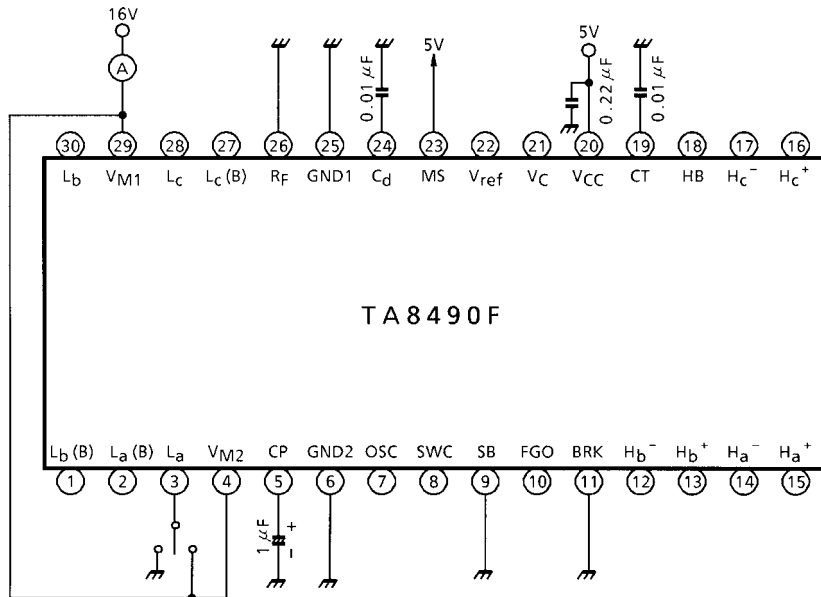 16V
A
5V
5V
0.01 μF
0.22 μF
0.01 μF
30 29 28 27 26 25 24 23 22 21 20 19 18 17 16
Lb VM1 Lc Lc (B) RF GND1 Cd MS Vref VC VCC CT HB Hc⁻ Hc⁺
TA8490F
Lb (B) La (B) La VM2 CP GND2 OSC SWC SB FGO BRK Hb⁻ Hb⁺ Ha⁻ Ha⁺
1 2 3 4 5 6 7 8 9 10 11 12 13 14 15
1 μF
+
−